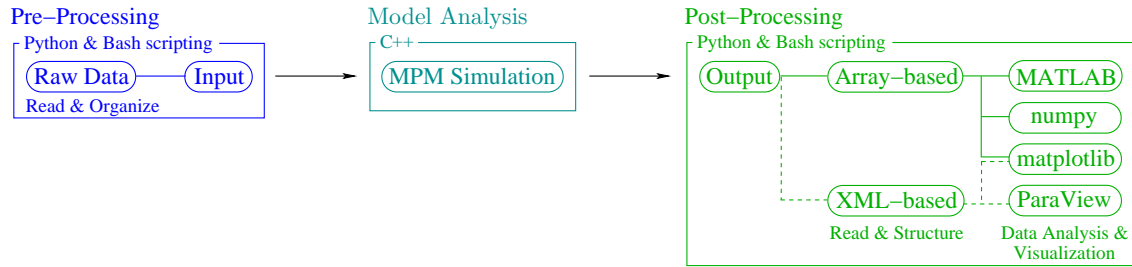 Pre–Processing
Python & Bash scripting
Raw Data
Input
Read & Organize
Model Analysis
C++
MPM Simulation
Post–Processing
Python & Bash scripting
Output
Array–based
MATLAB
numpy
matplotlib
XML–based
ParaView
Read & Structure
Data Analysis &
Visualization